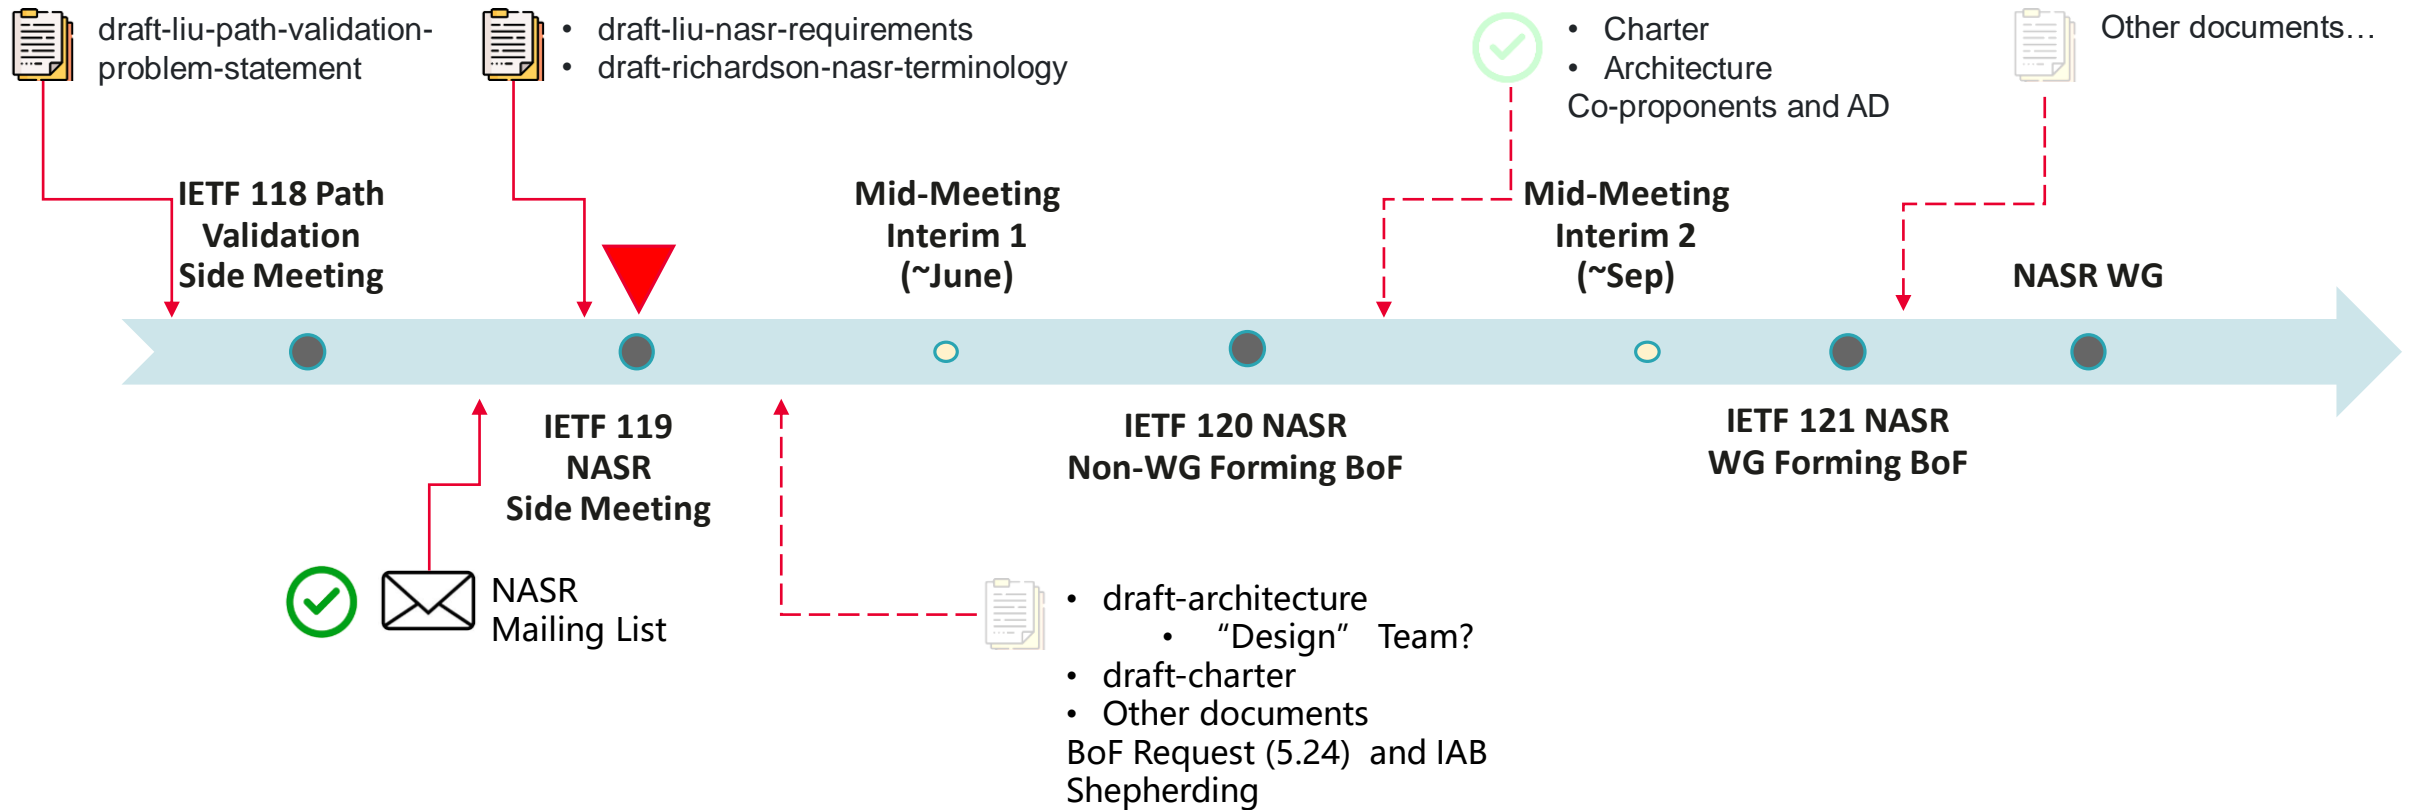 draft-liu-path-validation-
problem-statement
• draft-liu-nasr-requirements
• draft-richardson-nasr-terminology
• Charter
• Architecture
Co-proponents and AD
Other documents…
IETF 118 Path
Validation
Side Meeting
Mid-Meeting
Interim 1
(~June)
Mid-Meeting
Interim 2
(~Sep)
NASR WG
IETF 119
NASR
Side Meeting
IETF 120 NASR
Non-WG Forming BoF
IETF 121 NASR
WG Forming BoF
NASR
Mailing List
• draft-architecture
• “Design” Team?
• draft-charter
• Other documents
BoF Request (5.24) and IAB
Shepherding